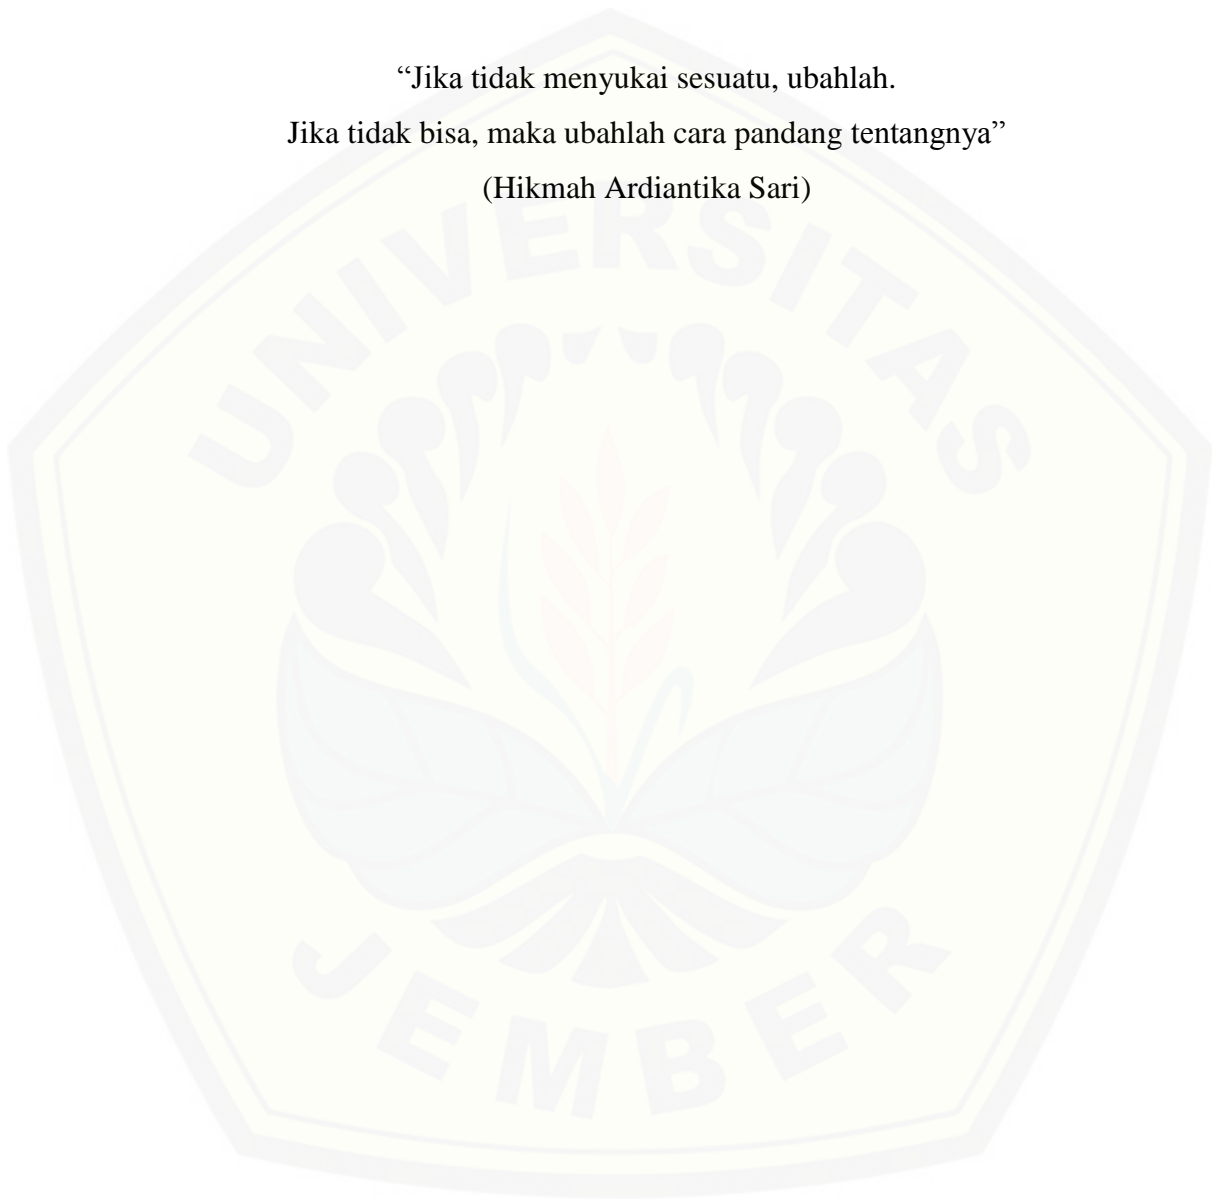 “Jika tidak menyukai sesuatu, ubahlah.
Jika tidak bisa, maka ubahlah cara pandang tentangnya”
(Hikmah Ardiantika Sari)
UNIVERSITAS
JEMBER